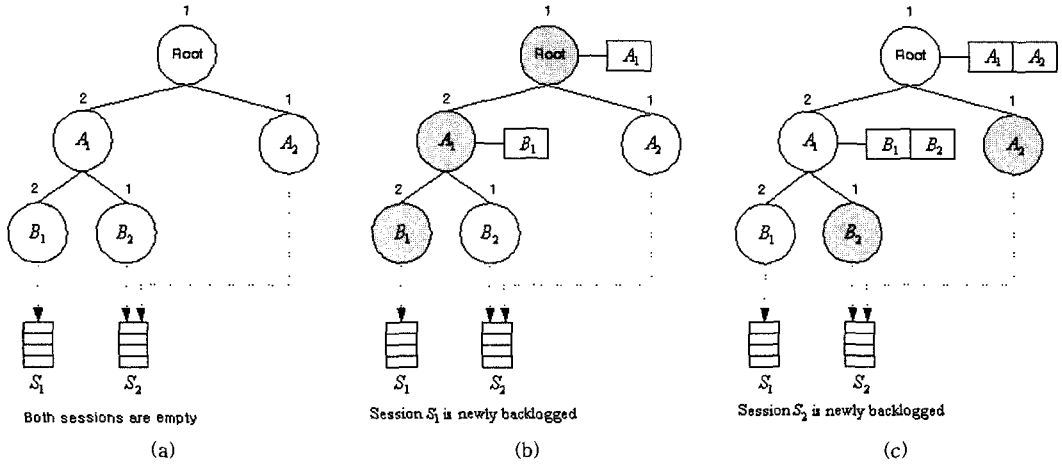 1
Root
2
1
A1
A2
2
1
B1
B2
S1
S2
Both sessions are empty
(a)
1
Root
A1
2
1
A1
B1
A2
2
1
B1
B2
S1
S2
Session S1 is newly backlogged
(b)
1
Root
A1 A2
2
1
A1
B1 B2
A2
2
1
B1
B2
S1
S2
Session S2 is newly backlogged
(c)